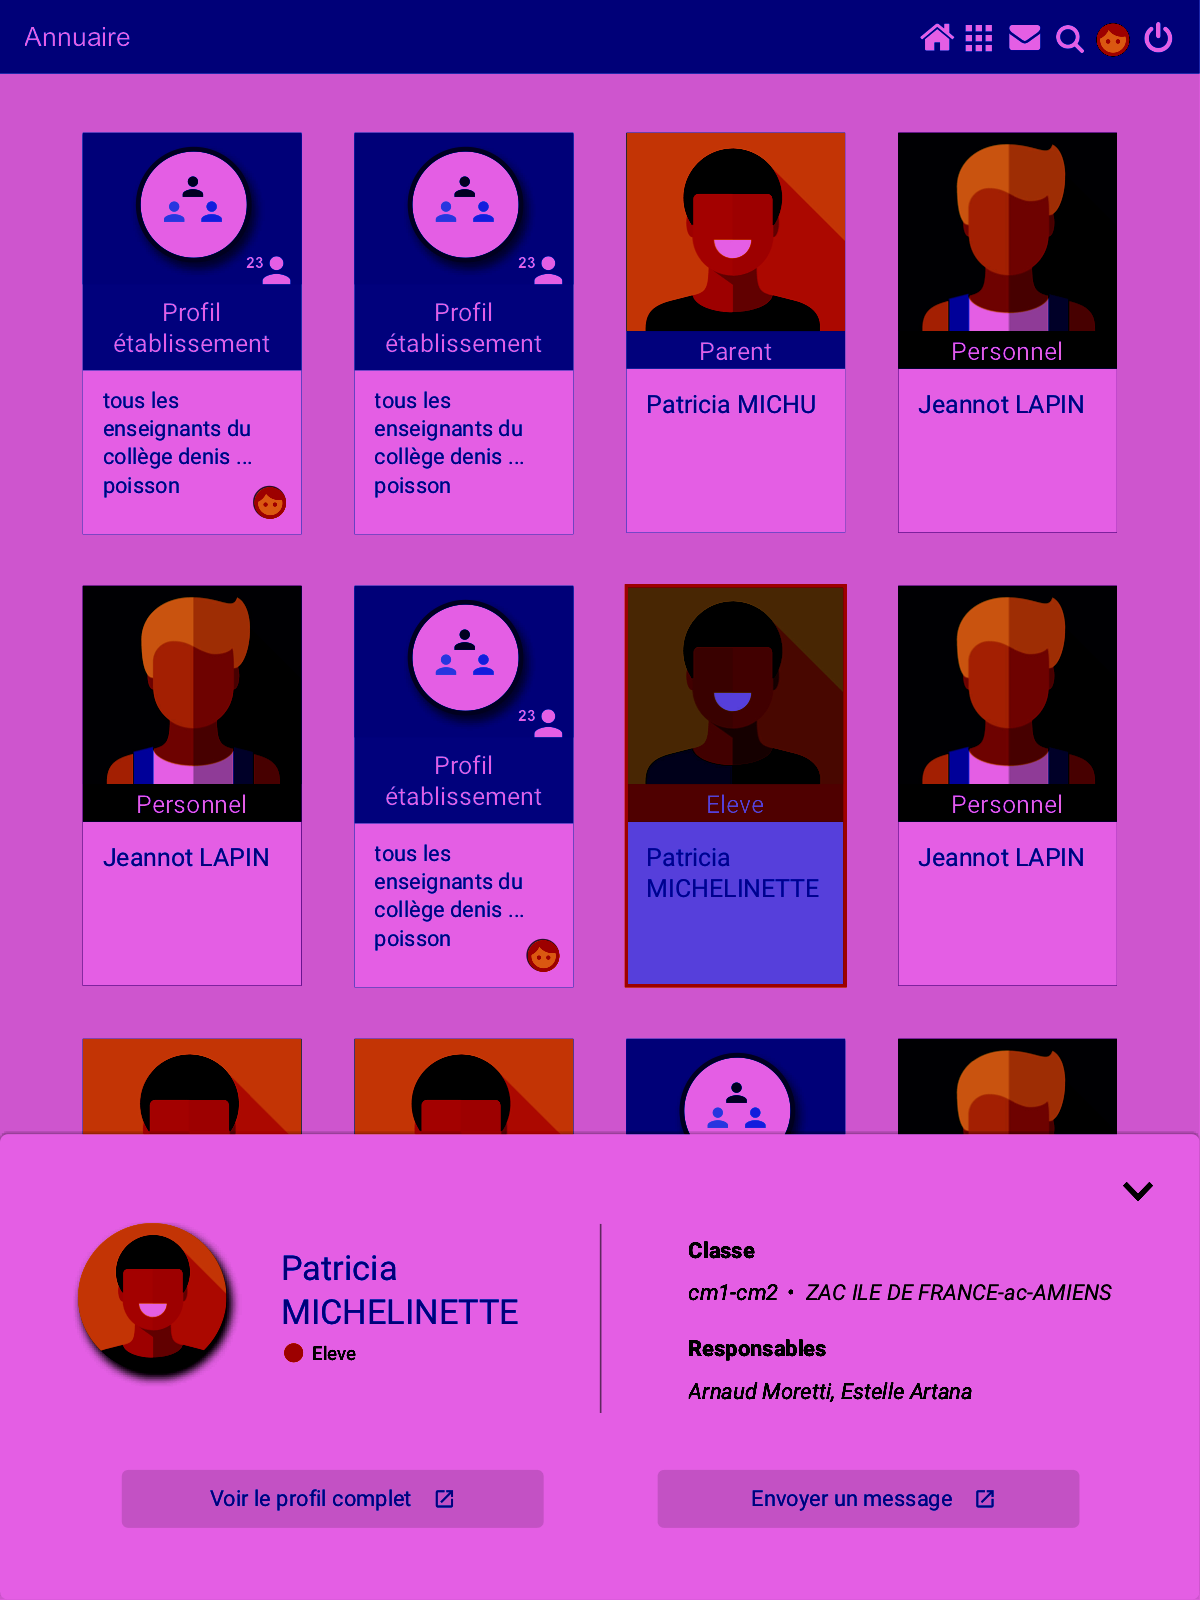 Annuaire
23
Profil
établissement
tous les
enseignants du
collège denis ...
poisson
23
Profil
établissement
tous les
enseignants du
collège denis ...
poisson
Parent
Patricia MICHU
Personnel
Jeannot LAPIN
Personnel
Jeannot LAPIN
23
Profil
établissement
tous les
enseignants du
collège denis ...
poisson
Eleve
Patricia
MICHELINETTE
Personnel
Jeannot LAPIN
Patricia
MICHELINETTE
Eleve
Classe
cm1-cm2 • ZAC ILE DE FRANCE-ac-AMIENS
Responsables
Arnaud Moretti, Estelle Artana
Voir le profil complet
Envoyer un message